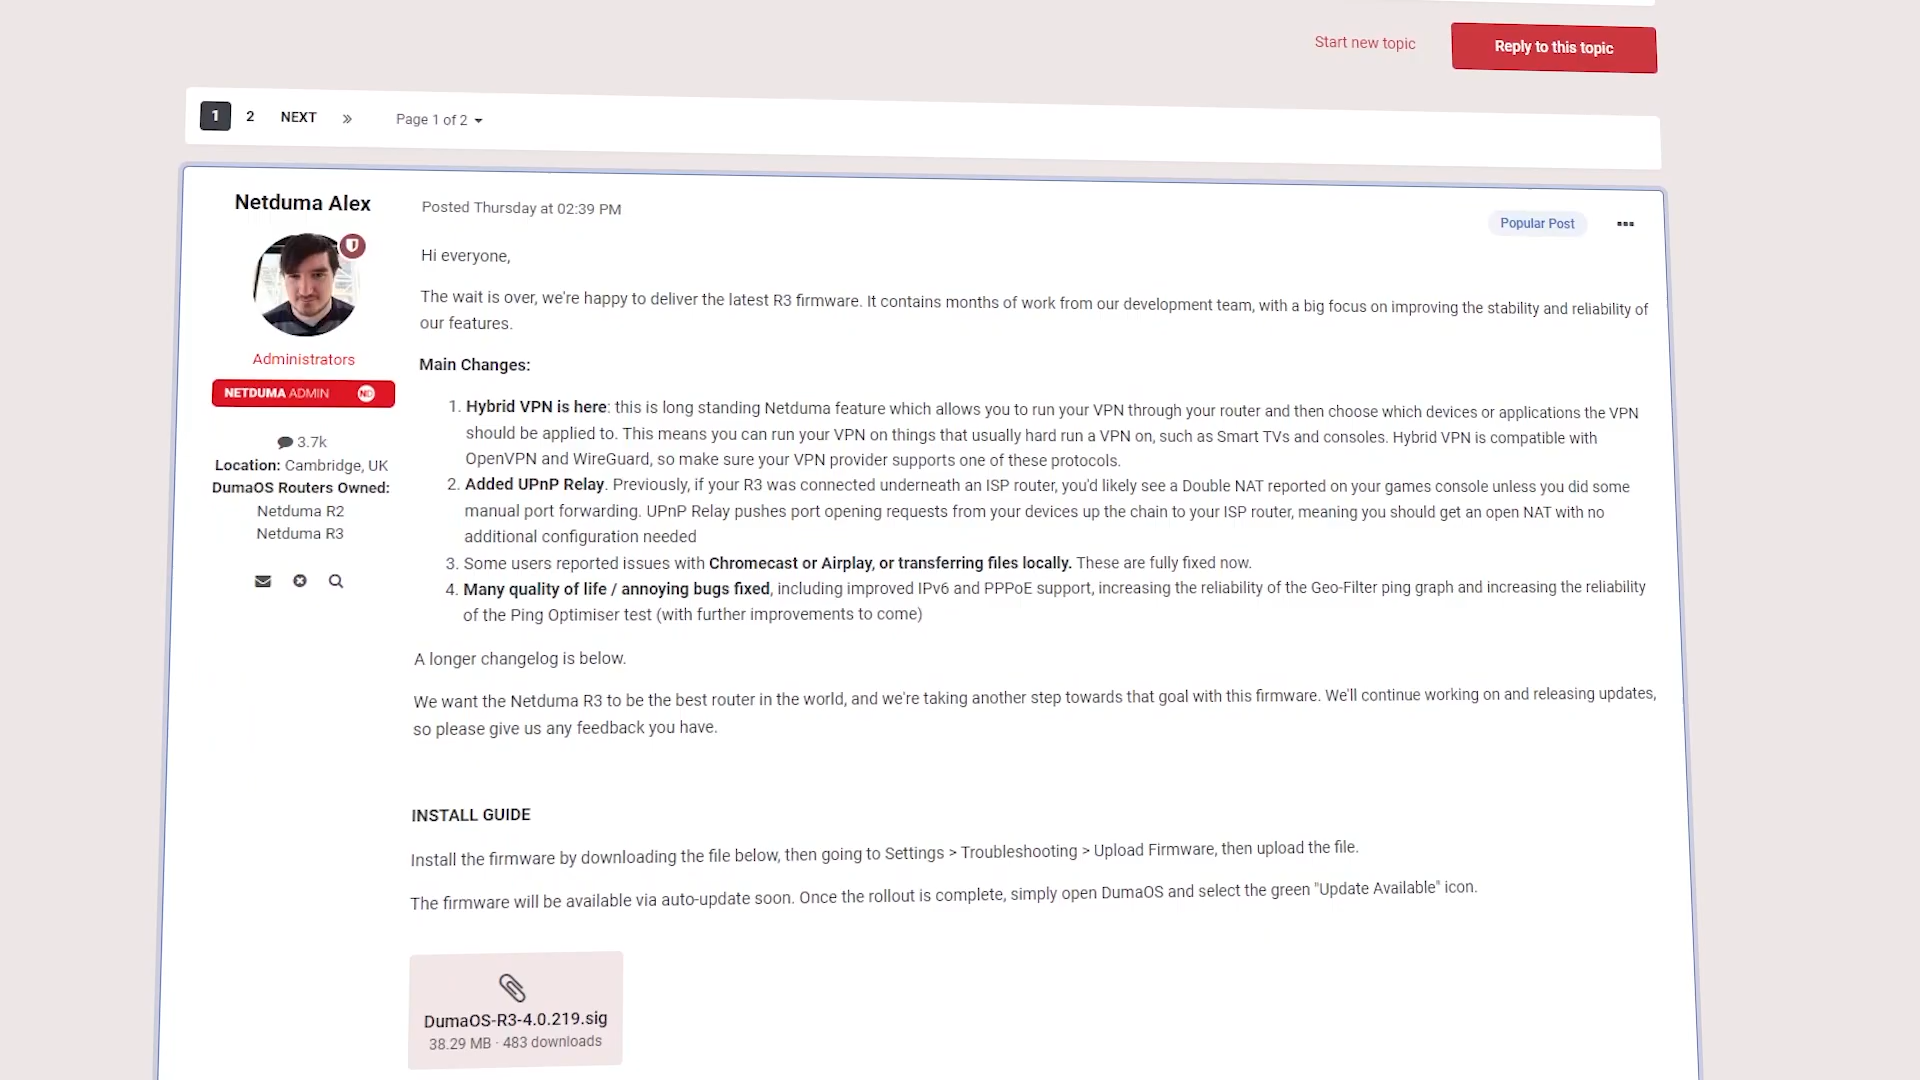 Start new topic
Reply to this topic
1 2 NEXT » Page 1 of 2
Netduma Alex
Administrators
NETDUMA ADMIN ND
3.7k
Location: Cambridge, UK
DumaOS Routers Owned:
Netduma R2
Netduma R3
Posted Thursday at 02:39 PM
Popular Post
Hi everyone,
The wait is over, we're happy to deliver the latest R3 firmware. It contains months of work from our development team, with a big focus on improving the stability and reliability of
our features.
Main Changes:
1. Hybrid VPN is here: this is long standing Netduma feature which allows you to run your VPN through your router and then choose which devices or applications the VPN
should be applied to. This means you can run your VPN on things that usually hard run a VPN on, such as Smart TVs and consoles. Hybrid VPN is compatible with
OpenVPN and WireGuard, so make sure your VPN provider supports one of these protocols.
2. Added UPnP Relay. Previously, if your R3 was connected underneath an ISP router, you'd likely see a Double NAT reported on your games console unless you did some
manual port forwarding. UPnP Relay pushes port opening requests from your devices up the chain to your ISP router, meaning you should get an open NAT with no
additional configuration needed
3. Some users reported issues with Chromecast or Airplay, or transferring files locally. These are fully fixed now.
4. Many quality of life / annoying bugs fixed, including improved IPv6 and PPPoE support, increasing the reliability of the Geo-Filter ping graph and increasing the reliability
of the Ping Optimiser test (with further improvements to come)
A longer changelog is below.
We want the Netduma R3 to be the best router in the world, and we're taking another step towards that goal with this firmware. We'll continue working on and releasing updates,
so please give us any feedback you have.
INSTALL GUIDE
Install the firmware by downloading the file below, then going to Settings > Troubleshooting > Upload Firmware, then upload the file.
The firmware will be available via auto-update soon. Once the rollout is complete, simply open DumaOS and select the green "Update Available" icon.
DumaOS-R3-4.0.219.sig
38.29 MB · 483 downloads